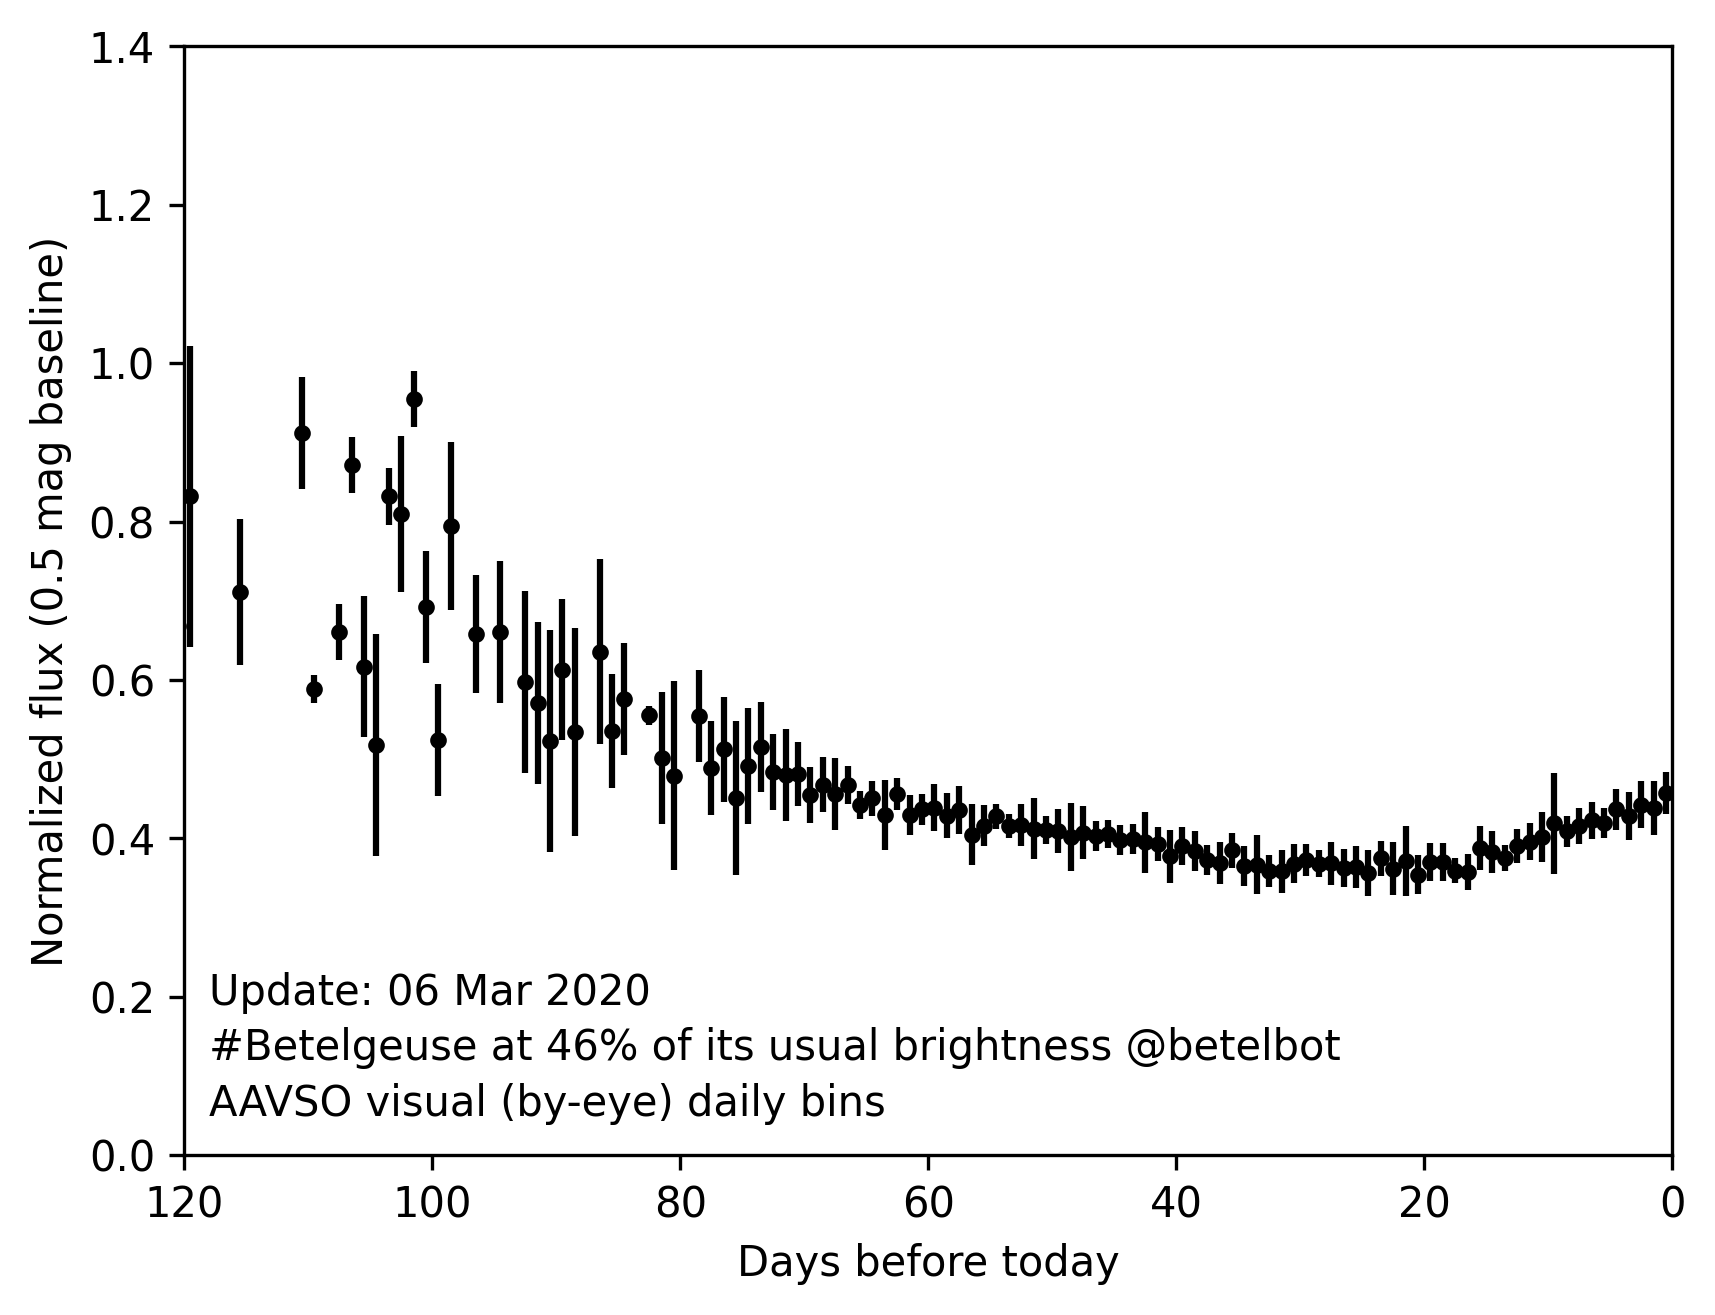 1.4
1.2
1.0
0.8
0.6
0.4
0.2
0.0
Normalized flux (0.5 mag baseline)
Update: 06 Mar 2020
#Betelgeuse at 46% of its usual brightness @betelbot
AAVSO visual (by-eye) daily bins
120 100 80 60 40 20 0
Days before today